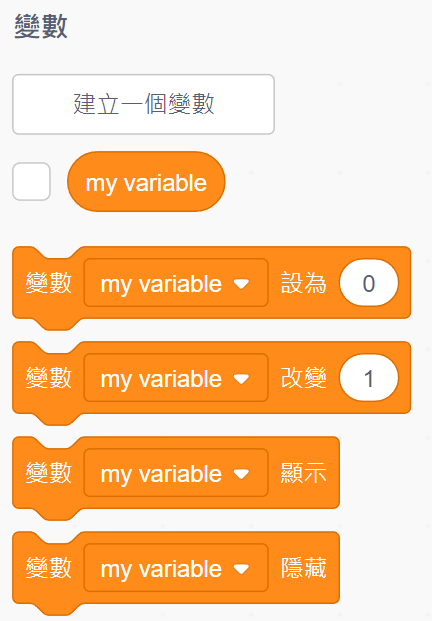 變數
建立一個變數
my variable
變數 my variable 設為 0
變數 my variable 改變 1
變數 my variable 顯示
變數 my variable 隱藏